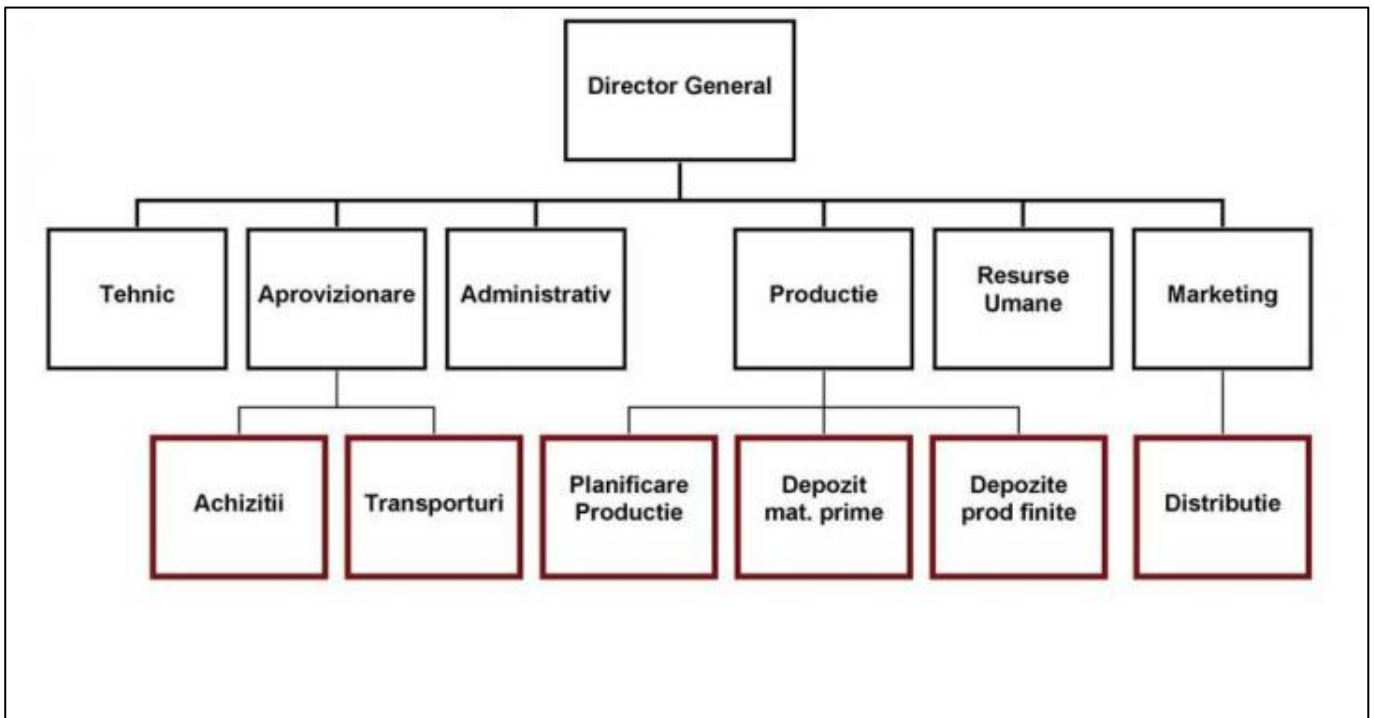 Director General
Tehnic
Aprovizionare
Administrativ
Productie
Resurse
Umane
Marketing
Achizitii
Transporturi
Planificare
Productie
Depozit
mat. prime
Depozite
prod finite
Distributie